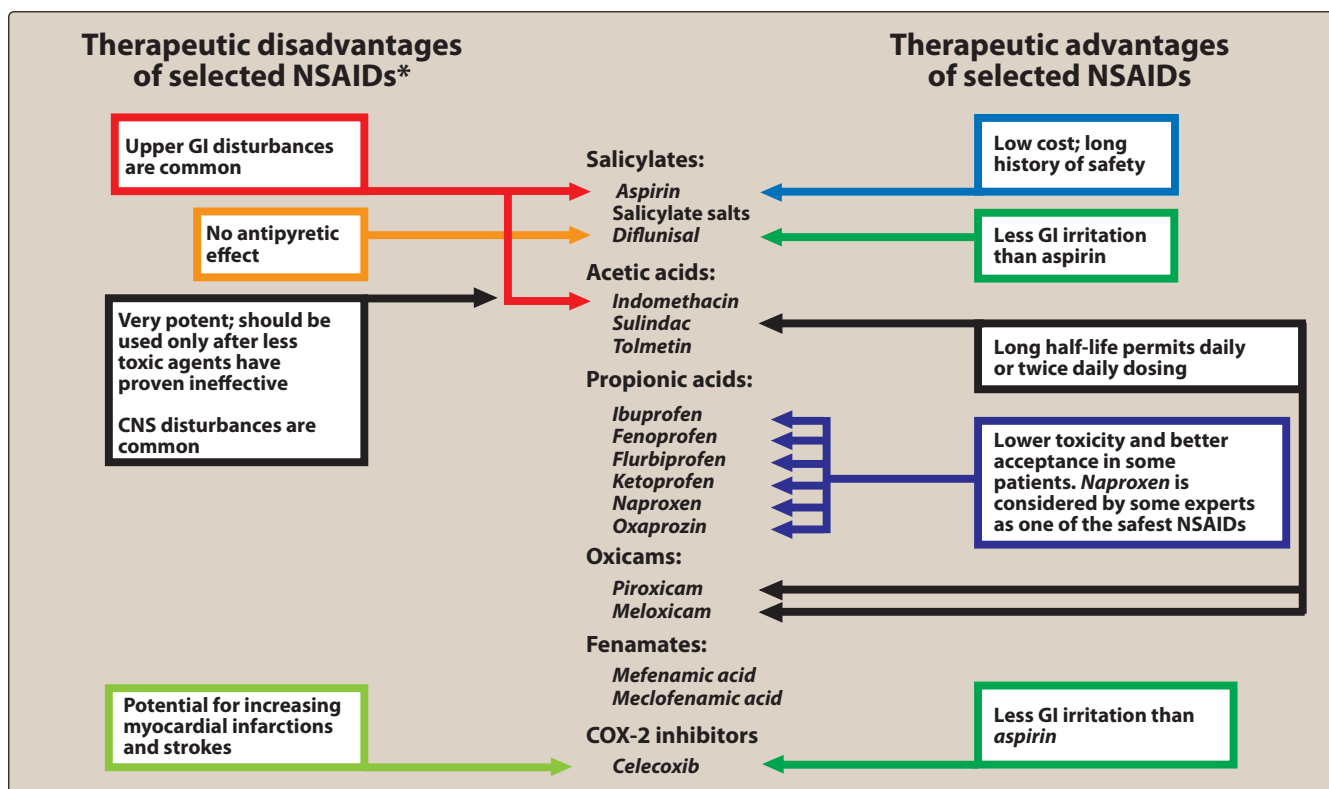 Therapeutic disadvantages
of selected NSAIDs*
Therapeutic advantages
of selected NSAIDs
Upper GI disturbances
are common
No antipyretic
effect
Very potent; should be
used only after less
toxic agents have
proven ineffective
CNS disturbances are
common
Potential for increasing
myocardial infarctions
and strokes
Salicylates:
Aspirin
Salicylate salts
Diflunisal
Acetic acids:
Indomethacin
Sulindac
Tolmetin
Propionic acids:
Ibuprofen
Fenoprofen
Flurbiprofen
Ketoprofen
Naproxen
Oxaprozin
Oxicams:
Piroxicam
Meloxicam
Fenamates:
Mefenamic acid
Meclofenamic acid
COX-2 inhibitors
Celecoxib
Low cost; long
history of safety
Less GI irritation
than aspirin
Long half-life permits daily
or twice daily dosing
Lower toxicity and better
acceptance in some
patients. Naproxen is
considered by some experts
as one of the safest NSAIDs
Less GI irritation than
aspirin